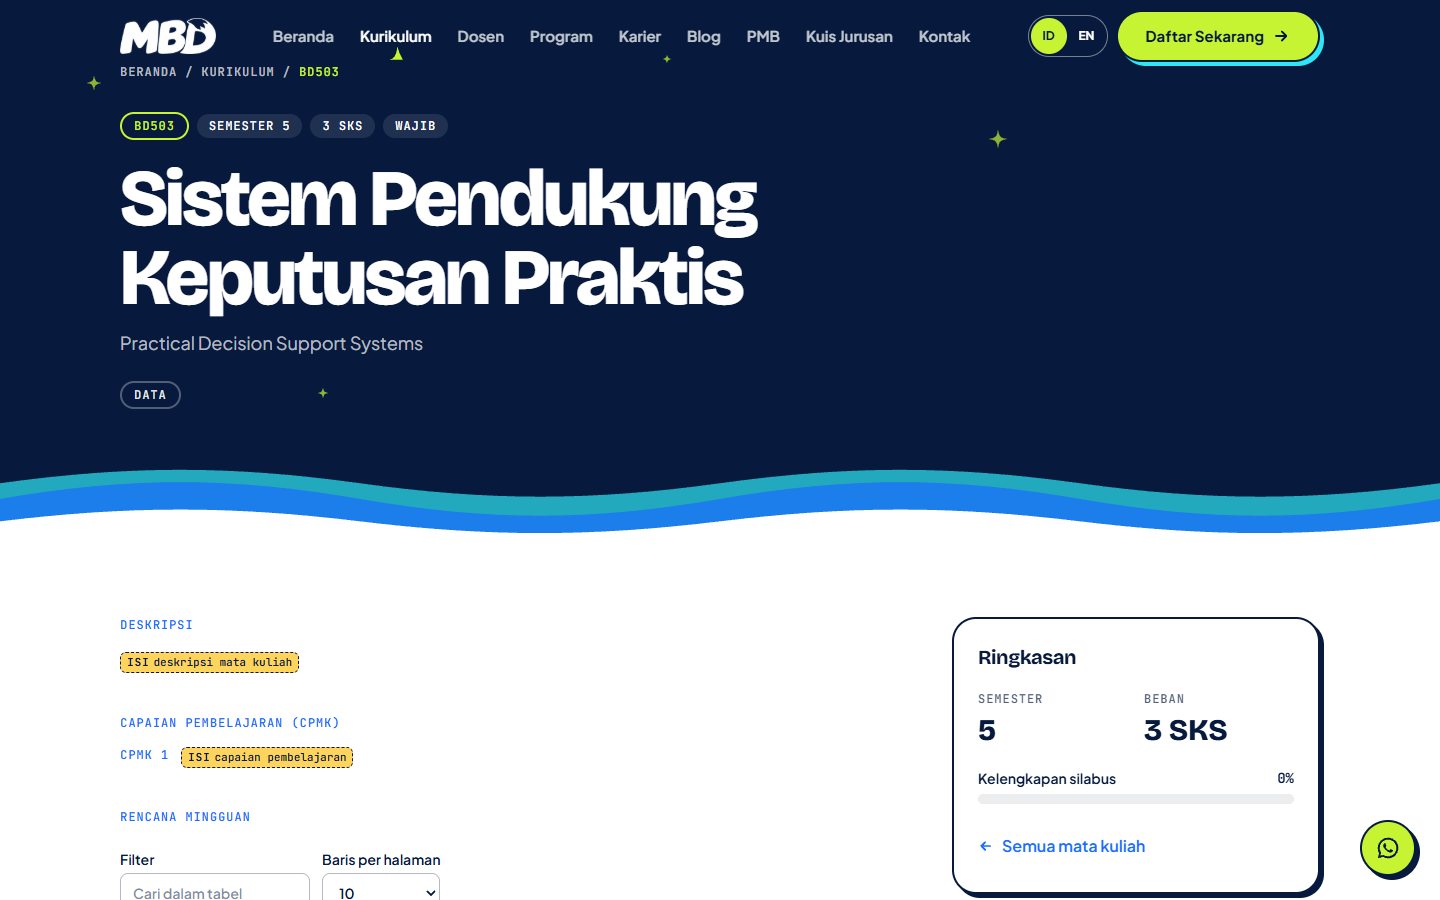 MBD
Beranda Kurikulum Dosen Program Karier Blog PMB Kuis Jurusan Kontak
ID EN
Daftar Sekarang →
BERANDA / KURIKULUM / BD503
BD503 SEMESTER 5 3 SKS WAJIB
Sistem Pendukung
Keputusan Praktis
Practical Decision Support Systems
DATA
DESKRIPSI
ISI deskripsi mata kuliah
CAPAIAN PEMBELAJARAN (CPMK)
CPMK 1 ISI capaian pembelajaran
RENCANA MINGGUAN
Filter
Cari dalam tabel
Baris per halaman
10
Ringkasan
SEMESTER
5
BEBAN
3 SKS
Kelengkapan silabus 0%
← Semua mata kuliah